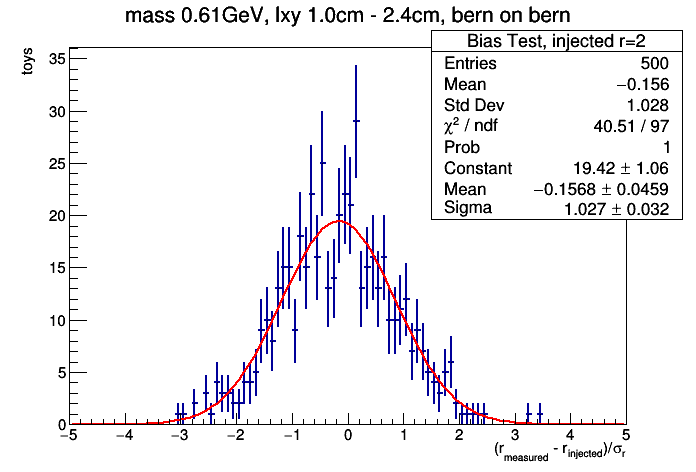 mass 0.61GeV, lxy 1.0cm - 2.4cm, bern on bern
Bias Test, injected r=2
Entries 500
Mean −0.156
Std Dev 1.028
χ² / ndf 40.51 / 97
Prob 1
Constant 19.42 ± 1.06
Mean −0.1568 ± 0.0459
Sigma 1.027 ± 0.032
toys
35
30
25
20
15
10
5
0
−5 −4 −3 −2 −1 0 1 2 3 4 5
(r_measured - r_injected)/σ_r